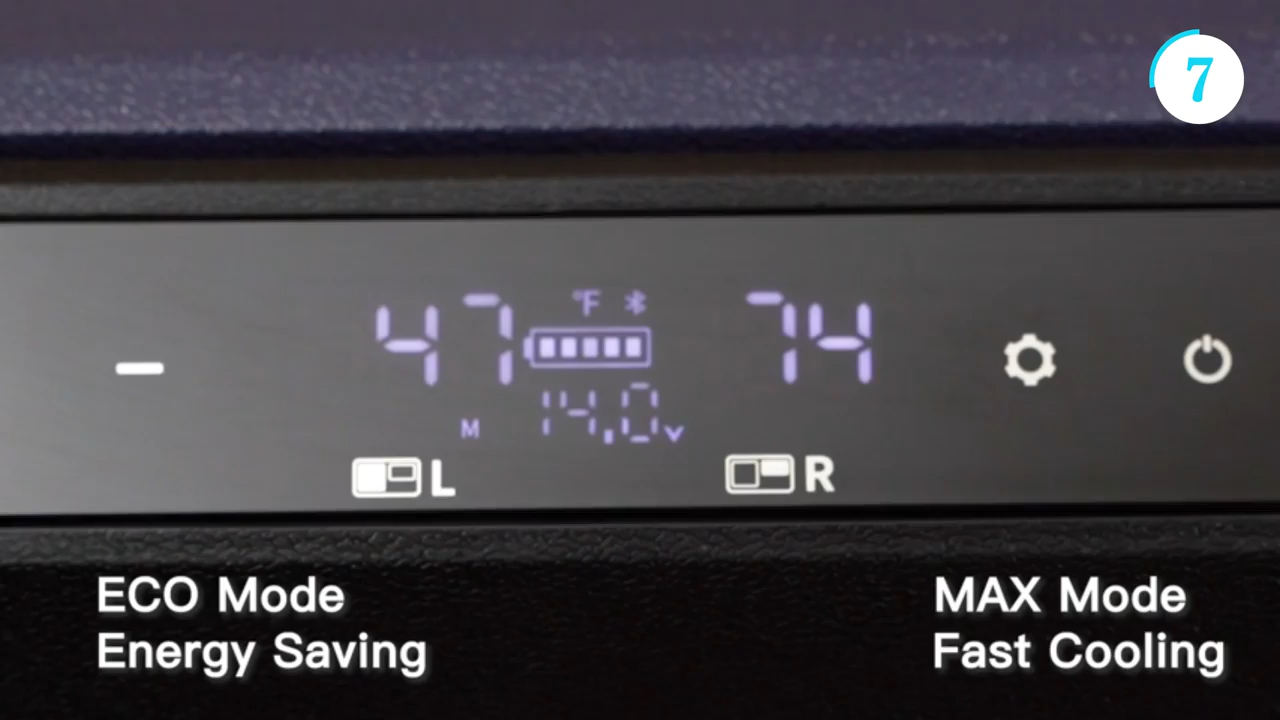 7
°F
47
74
M
14.0v
L
R
ECO Mode
Energy Saving
MAX Mode
Fast Cooling